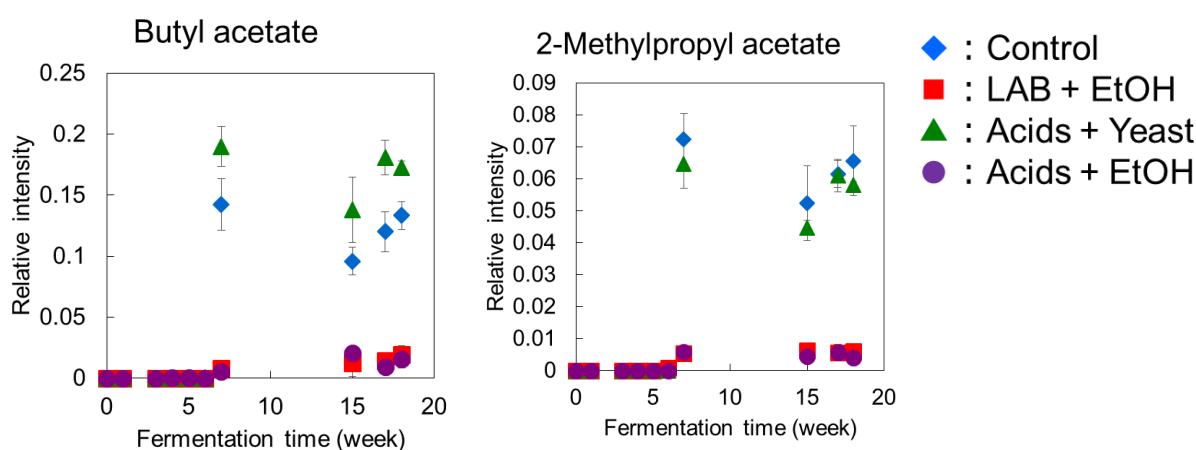 Butyl acetate
0.25
0.2
0.15
0.1
0.05
0
Relative intensity
0 5 10 15 20
Fermentation time (week)
2-Methylpropyl acetate
0.09
0.08
0.07
0.06
0.05
0.04
0.03
0.02
0.01
0
Relative intensity
0 5 10 15 20
Fermentation time (week)
: Control
: LAB + EtOH
: Acids + Yeast
: Acids + EtOH